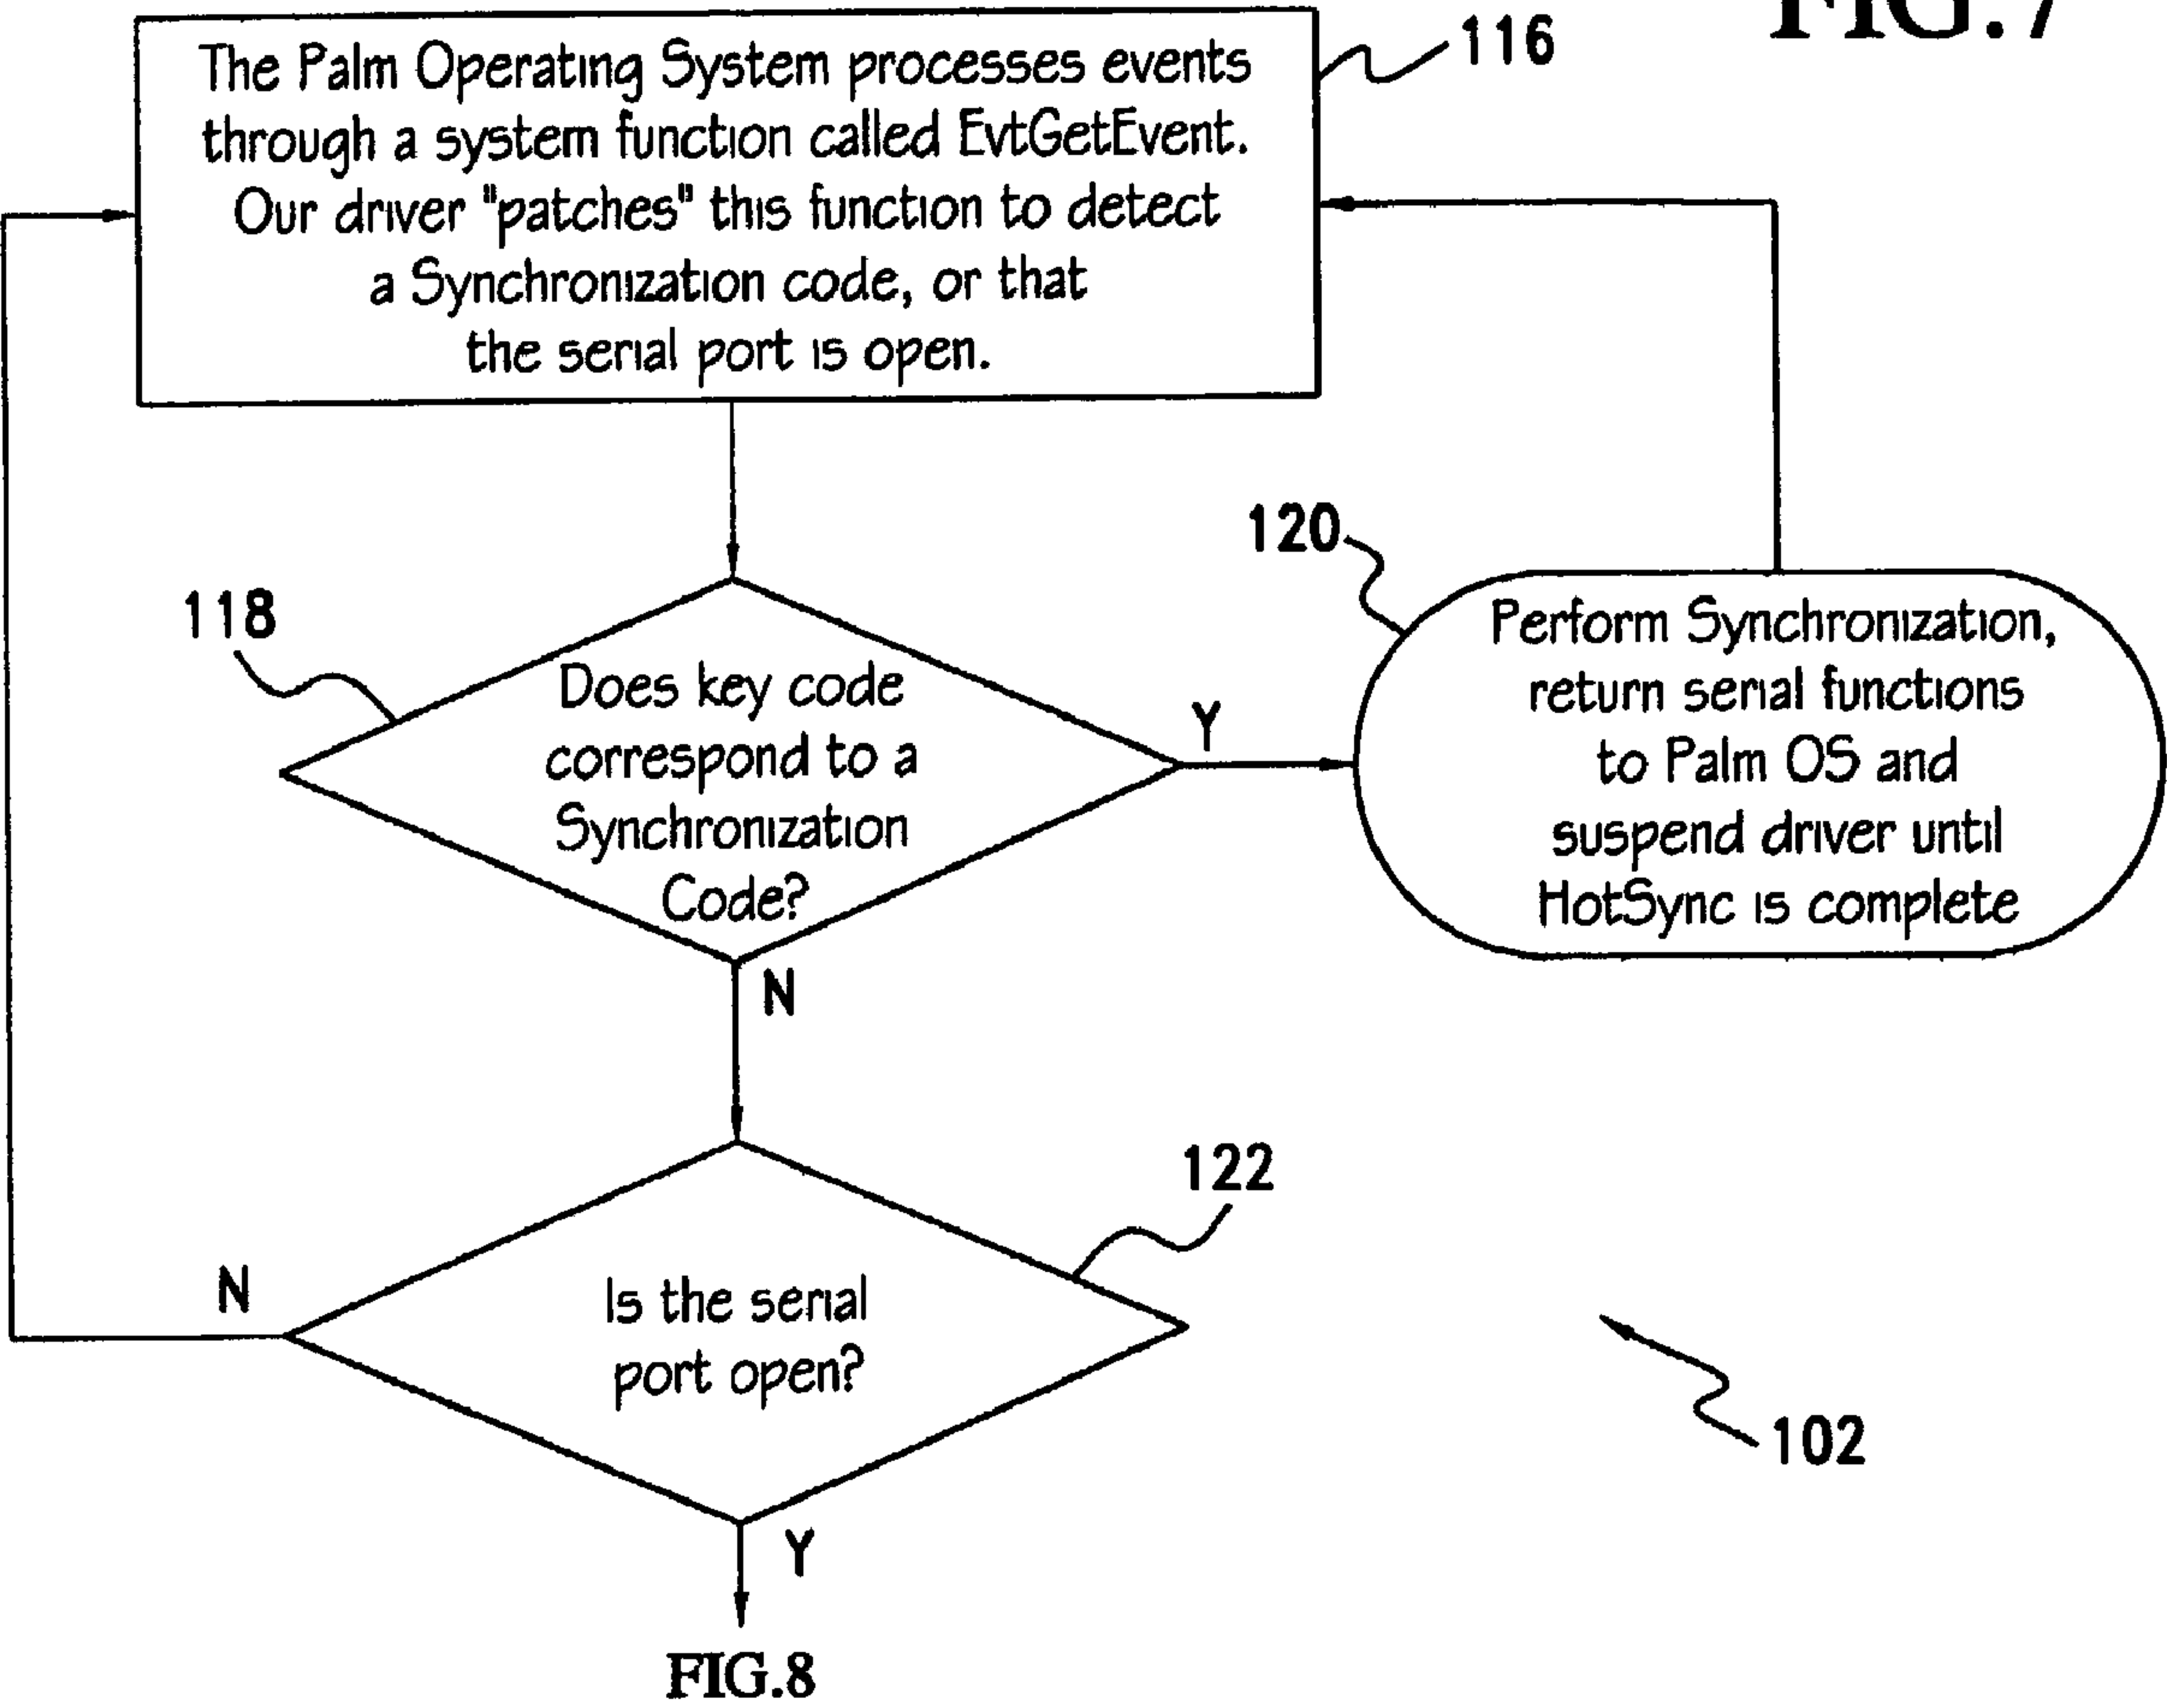 FIG.7
116
The Palm Operating System processes events
through a system function called EvtGetEvent.
Our driver "patches" this function to detect
a Synchronization code, or that
the serial port is open.
120
118
Does key code
correspond to a
Synchronization
Code?
Y
Perform Synchronization,
return serial functions
to Palm OS and
suspend driver until
HotSync is complete
N
122
Is the serial
port open?
N
102
Y
FIG.8